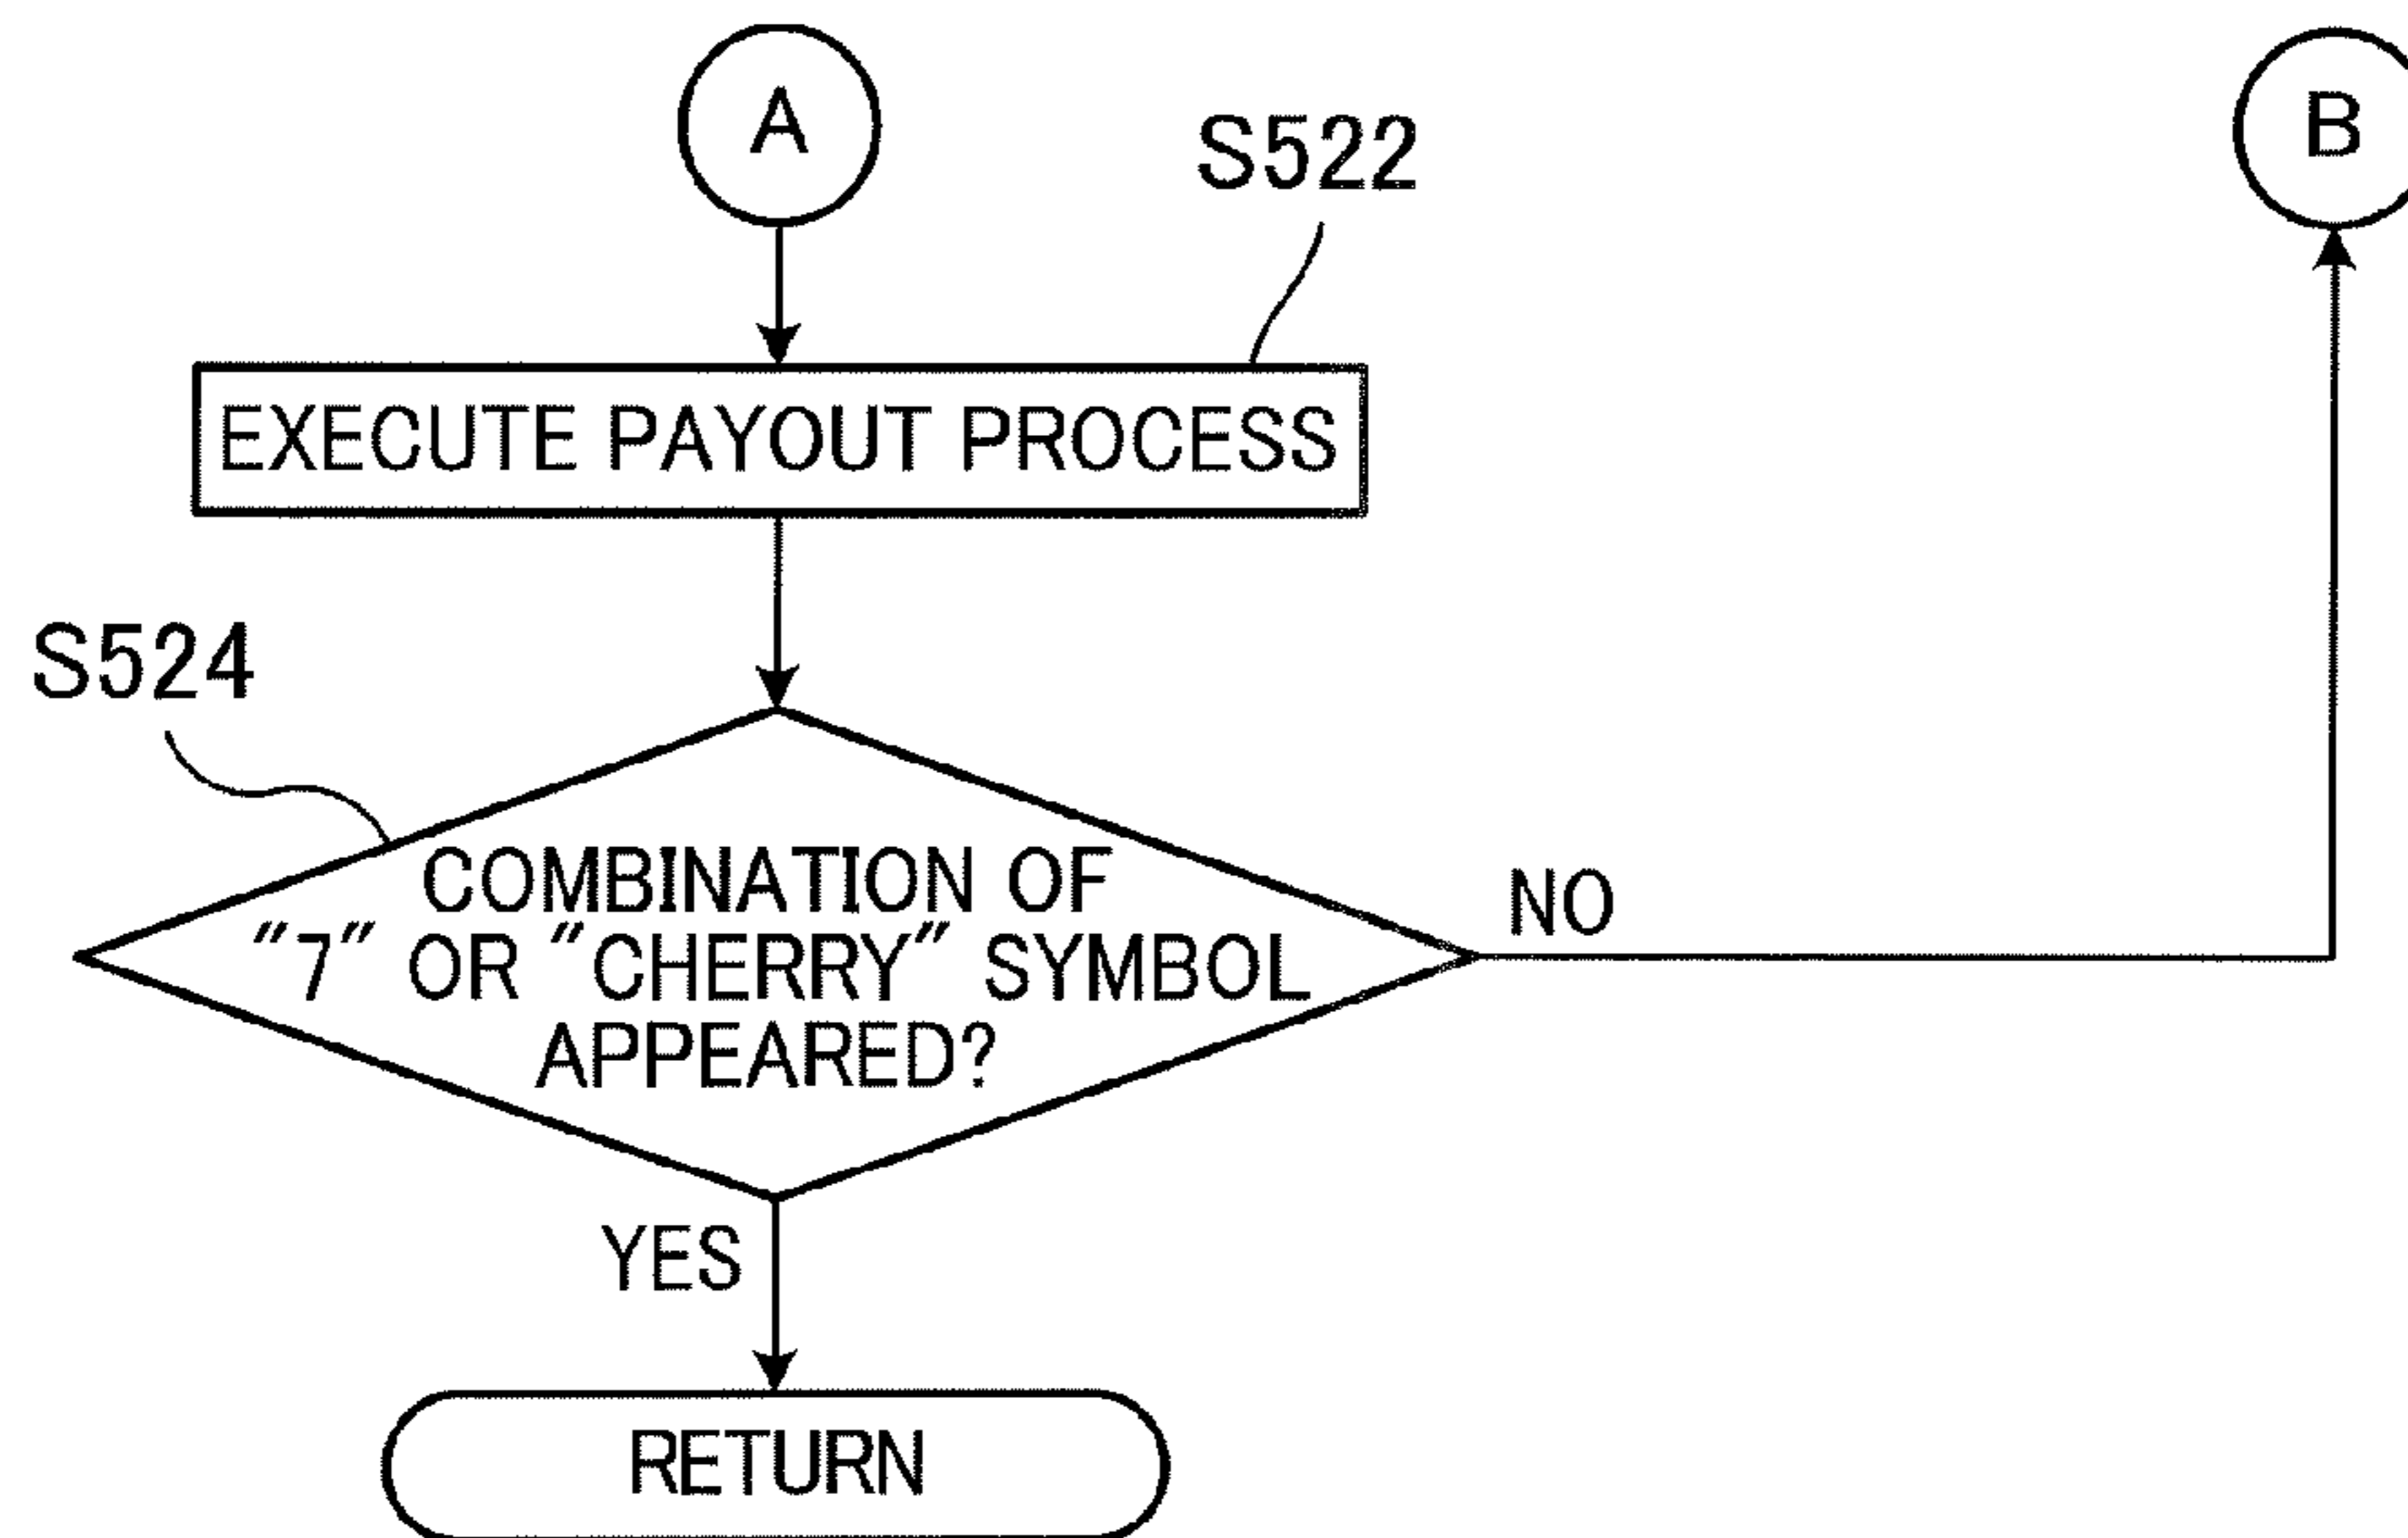 A
B
S522
EXECUTE PAYOUT PROCESS
S524
COMBINATION OF
"7" OR "CHERRY" SYMBOL
APPEARED?
NO
YES
RETURN